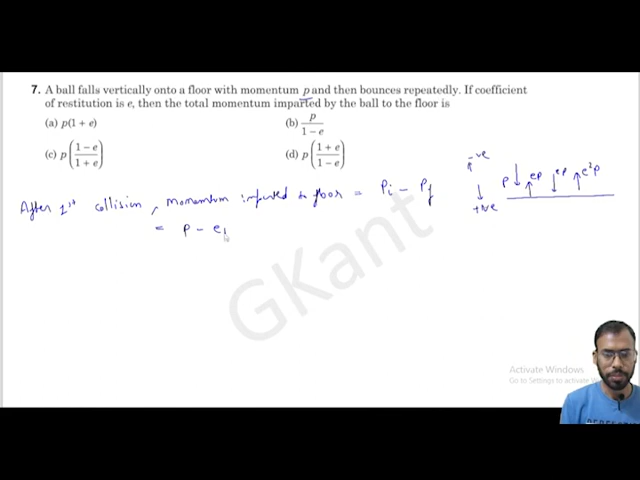 7. A ball falls vertically onto a floor with momentum p and then bounces repeatedly. If coefficient
of restitution is e, then the total momentum imparted by the ball to the floor is
(a) p(1 + e)
(b) p/(1 − e)
(c) p((1 − e)/(1 + e))
(d) p((1 + e)/(1 − e))
−ve
+ve
p ep ep e²p
After 1st collision, momentum imparted to floor = Pi − Pf
= p − e
GKant
Activate Windows
Go to Settings to activate W